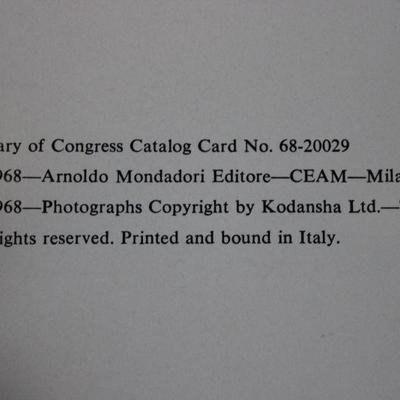 ary of Congress Catalog Card No. 68-20029
968—Arnoldo Mondadori Editore—CEAM—Mila
968—Photographs Copyright by Kodansha Ltd.—
ights reserved. Printed and bound in Italy.